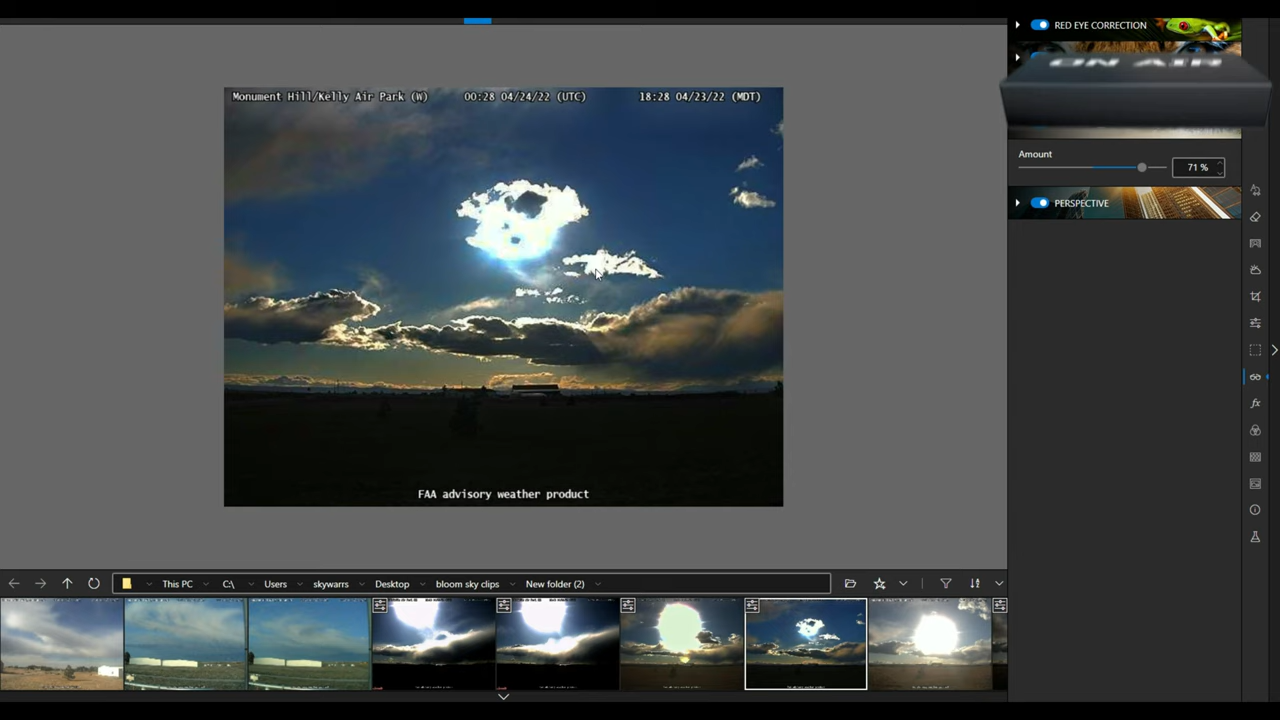 RED EYE CORRECTION
ON AIR
Monument Hill/Kelly Air Park (W) 00:28 04/24/22 (UTC) 18:28 04/23/22 (MDT)
Amount
71 %
PERSPECTIVE
FAA advisory weather product
This PC C:\ Users skywarrs Desktop bloom sky clips New folder (2)